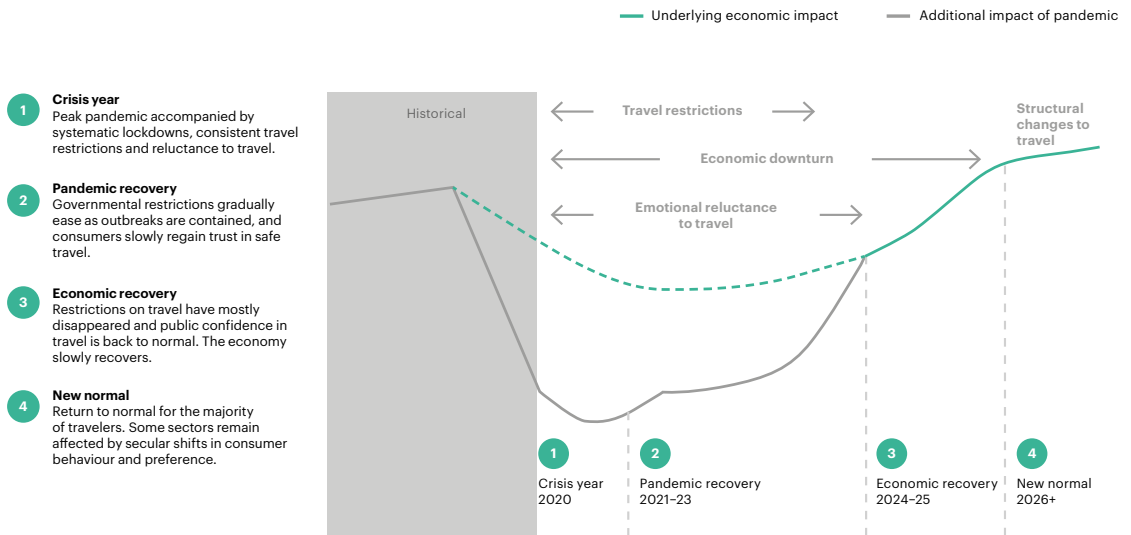 Underlying economic impact
Additional impact of pandemic
1
Crisis year
Peak pandemic accompanied by
systematic lockdowns, consistent travel
restrictions and reluctance to travel.
2
Pandemic recovery
Governmental restrictions gradually
ease as outbreaks are contained, and
consumers slowly regain trust in safe
travel.
3
Economic recovery
Restrictions on travel have mostly
disappeared and public confidence in
travel is back to normal. The economy
slowly recovers.
4
New normal
Return to normal for the majority
of travelers. Some sectors remain
affected by secular shifts in consumer
behaviour and preference.
Historical
Travel restrictions
Economic downturn
Emotional reluctance
to travel
Structural
changes to
travel
1
Crisis year
2020
2
Pandemic recovery
2021–23
3
Economic recovery
2024–25
4
New normal
2026+